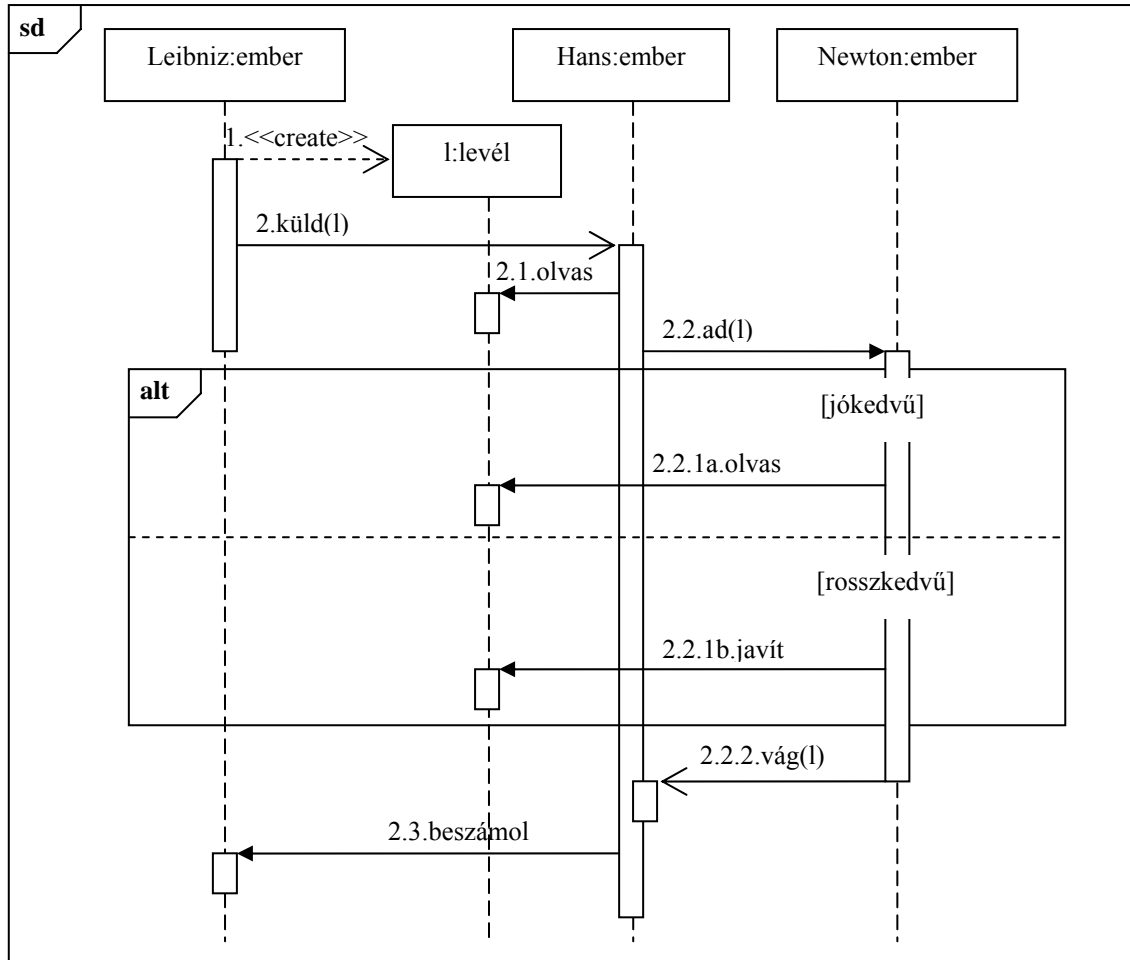 sd
Leibniz:ember
Hans:ember
Newton:ember
1.<<create>>
l:levél
2.küld(l)
2.1.olvas
2.2.ad(l)
alt
[jókedvű]
2.2.1a.olvas
[rosszkedvű]
2.2.1b.javít
2.2.2.vág(l)
2.3.beszámol